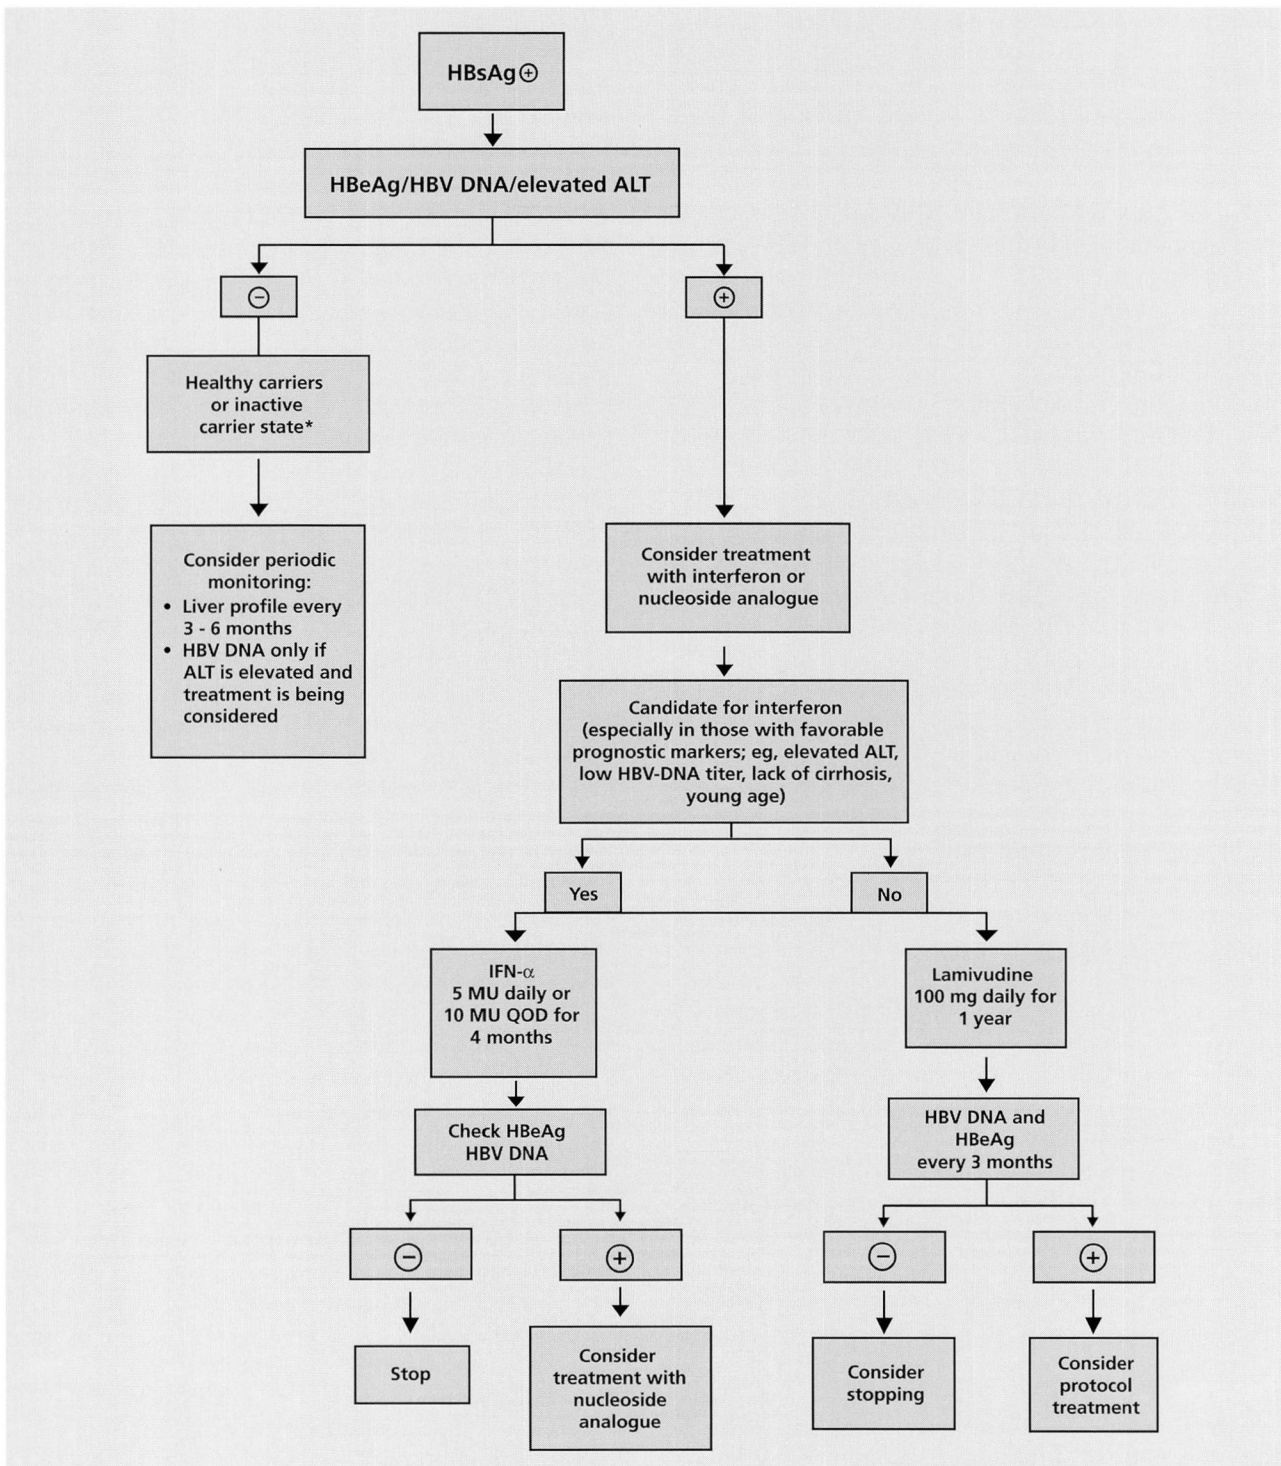 HBsAg⊕
HBeAg/HBV DNA/elevated ALT
⊖
⊕
Healthy carriers
or inactive
carrier state*
Consider periodic
monitoring:
• Liver profile every
3 - 6 months
• HBV DNA only if
ALT is elevated and
treatment is being
considered
Consider treatment
with interferon or
nucleoside analogue
Candidate for interferon
(especially in those with favorable
prognostic markers; eg, elevated ALT,
low HBV-DNA titer, lack of cirrhosis,
young age)
Yes
No
IFN-α
5 MU daily or
10 MU QOD for
4 months
Lamivudine
100 mg daily for
1 year
Check HBeAg
HBV DNA
HBV DNA and
HBeAg
every 3 months
⊖
⊕
⊖
⊕
Stop
Consider
treatment with
nucleoside
analogue
Consider
stopping
Consider
protocol
treatment